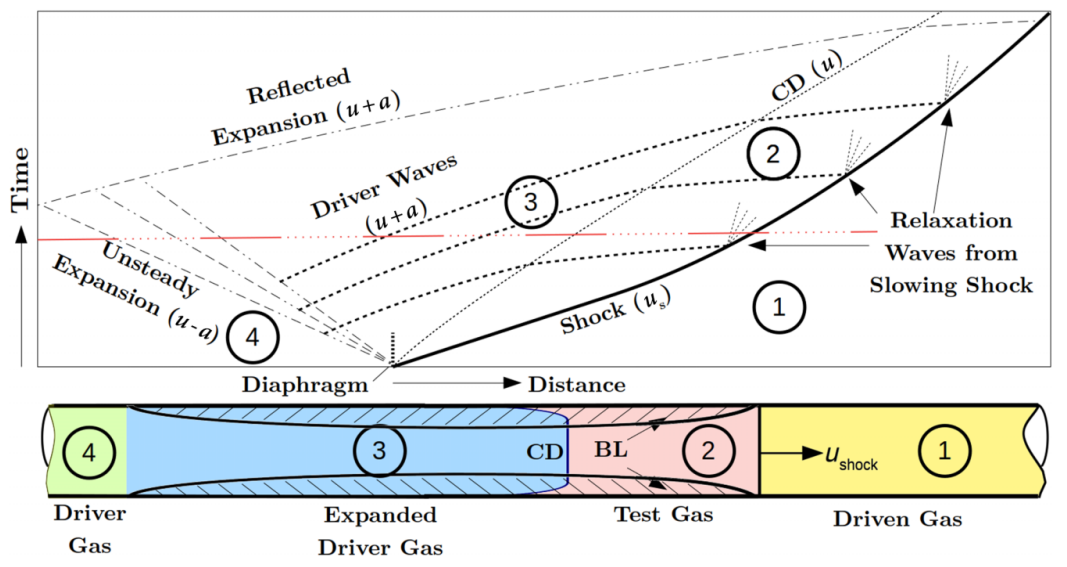 Time
Reflected
Expansion (u+a)
Driver Waves
(u+a)
CD (u)
2
3
Unsteady
Expansion (u-a)
4
Shock (us)
1
Relaxation
Waves from
Slowing Shock
Diaphragm
Distance
4
3
CD
BL
2
ushock
1
Driver
Gas
Expanded
Driver Gas
Test Gas
Driven Gas